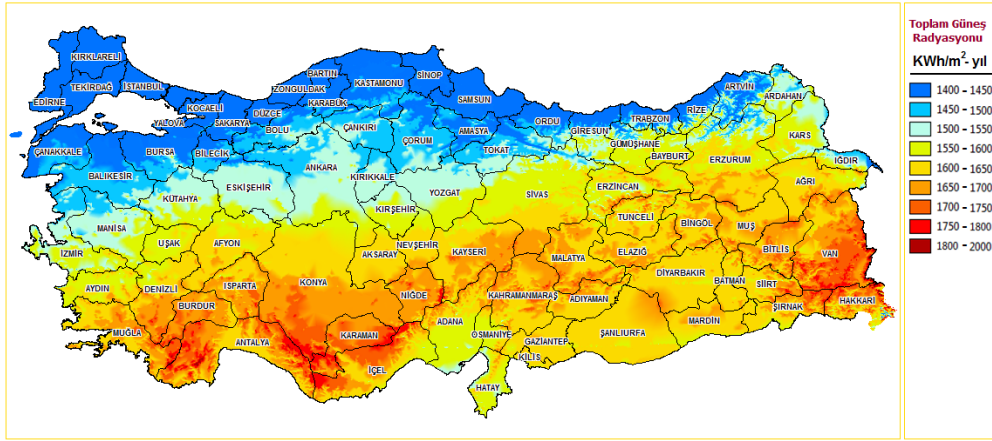 KIRKLARELİ
TEKİRDAĞ
İSTANBUL
EDİRNE
KOCAELİ
YALOVA
SAKARYA
DÜZCE
ZONGULDAK
BARTIN
KARABÜK
KASTAMONU
SİNOP
SAMSUN
BOLU
ÇANKIRI
ÇORUM
AMASYA
TOKAT
ORDU
GİRESUN
TRABZON
RİZE
ARTVİN
ARDAHAN
KARS
GÜMÜŞHANE
BAYBURT
ERZURUM
IĞDIR
AĞRI
ÇANAKKALE
BURSA
BİLECİK
BALIKESİR
ESKİŞEHİR
KÜTAHYA
ANKARA
KIRIKKALE
KIRŞEHİR
YOZGAT
SİVAS
ERZİNCAN
TUNCELİ
BİNGÖL
MUŞ
BİTLİS
VAN
MANİSA
İZMİR
UŞAK
AFYON
AKSARAY
NEVŞEHİR
KAYSERİ
MALATYA
ELAZIĞ
DİYARBAKIR
BATMAN
SİİRT
ŞIRNAK
HAKKARİ
AYDIN
DENİZLİ
BURDUR
ISPARTA
KONYA
NİĞDE
KAHRAMANMARAŞ
ADIYAMAN
ŞANLIURFA
MARDİN
MUĞLA
ANTALYA
KARAMAN
İÇEL
ADANA
OSMANİYE
GAZİANTEP
KİLİS
HATAY
Toplam Güneş
Radyasyonu
KWh/m²- yıl
1400 - 1450
1450 - 1500
1500 - 1550
1550 - 1600
1600 - 1650
1650 - 1700
1700 - 1750
1750 - 1800
1800 - 2000